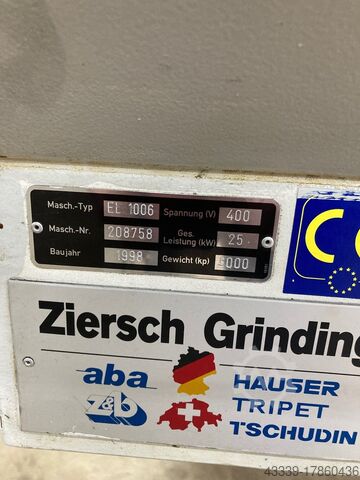 Masch.-Typ EL 1006 Spannung (V) 400
Masch.-Nr. 208758 Ges. Leistung (kW) 25
Baujahr 1998 Gewicht (kp) 5000
CE
Ziersch Grinding
aba HAUSER
z&b TRIPET
TSCHUDIN
43339-17860436